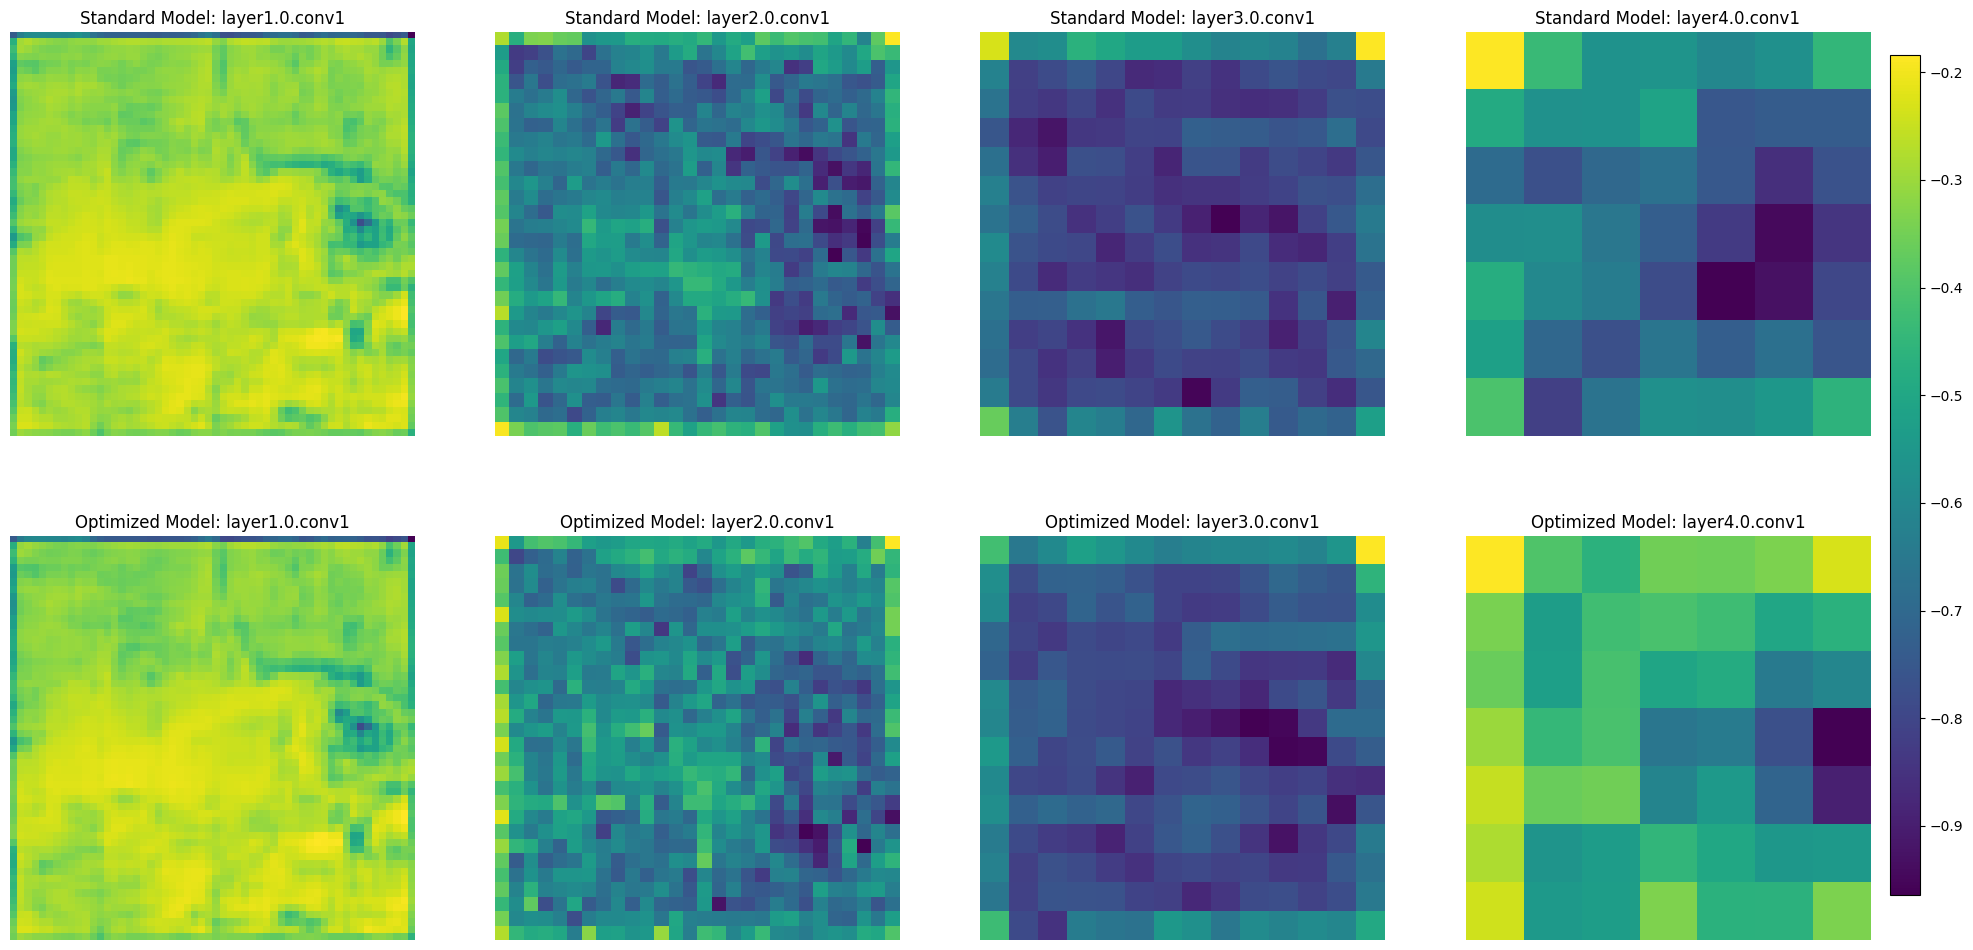 Standard Model: layer1.0.conv1
Standard Model: layer2.0.conv1
Standard Model: layer3.0.conv1
Standard Model: layer4.0.conv1
−0.2
−0.3
−0.4
−0.5
−0.6
−0.7
−0.8
−0.9
Optimized Model: layer1.0.conv1
Optimized Model: layer2.0.conv1
Optimized Model: layer3.0.conv1
Optimized Model: layer4.0.conv1